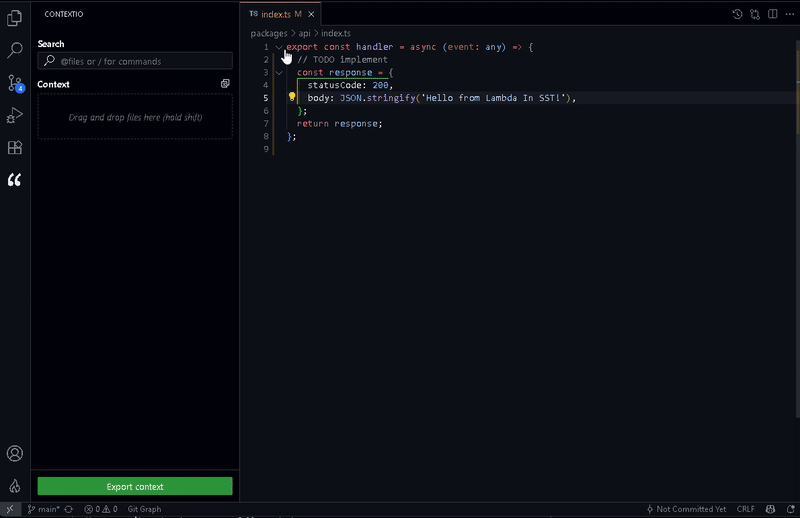 CONTEXTIO
Search
@files or / for commands
Context
Drag and drop files here (hold shift)
Export context
4
TS index.ts M
packages > api > index.ts
1 export const handler = async (event: any) => {
2 // TODO implement
3 const response = {
4 statusCode: 200,
5 body: JSON.stringify('Hello from Lambda In SST!'),
6 };
7 return response;
8 };
9
main* 0 0 Git Graph Not Committed Yet CRLF